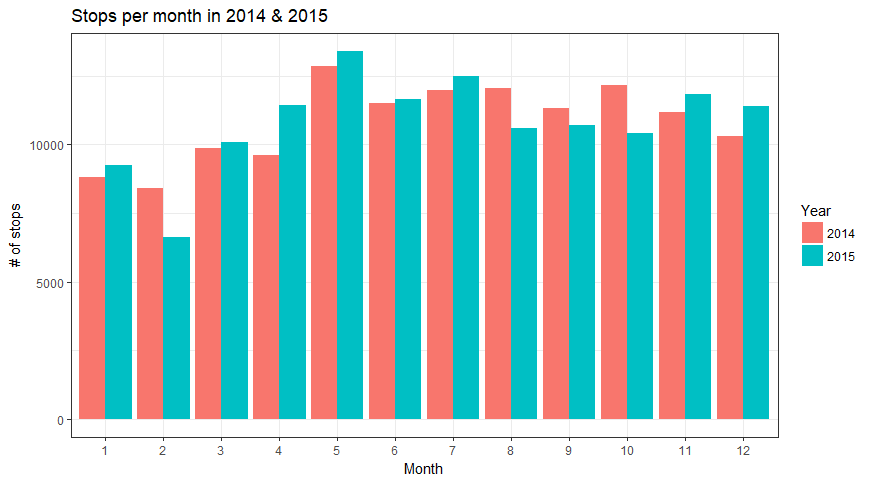 Stops per month in 2014 & 2015
# of stops
10000
5000
0
1 2 3 4 5 6 7 8 9 10 11 12
Month
Year
2014
2015